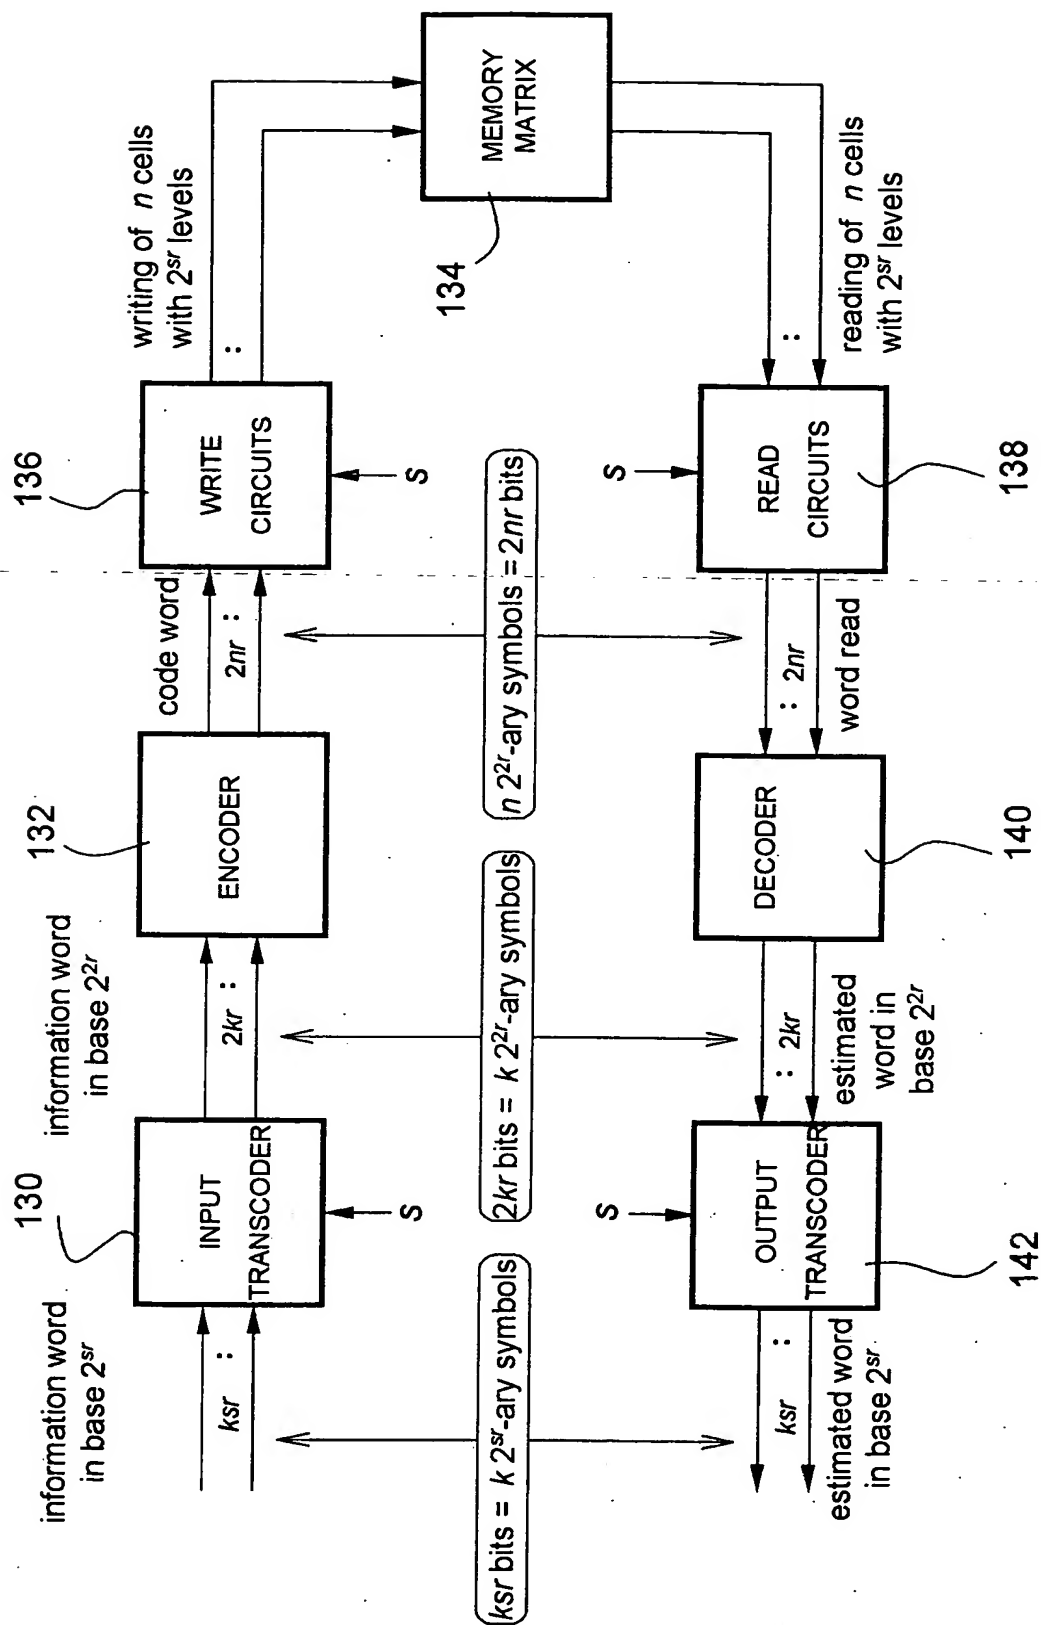 information word
in base 2^sr
ksr :
130
INPUT
TRANSCODER
S
information word
in base 2^2r
2kr :
132
ENCODER
code word
2nr :
136
WRITE
CIRCUITS
S
writing of n cells
with 2^sr levels
:
MEMORY
MATRIX
134
ksr bits = k 2^sr-ary symbols
2kr bits = k 2^2r-ary symbols
n 2^2r-ary symbols = 2nr bits
:
reading of n cells
with 2^sr levels
S
READ
CIRCUITS
138
: 2nr
word read
DECODER
140
: 2kr
estimated
word in
base 2^2r
S
OUTPUT
TRANSCODER
142
ksr :
estimated word
in base 2^sr